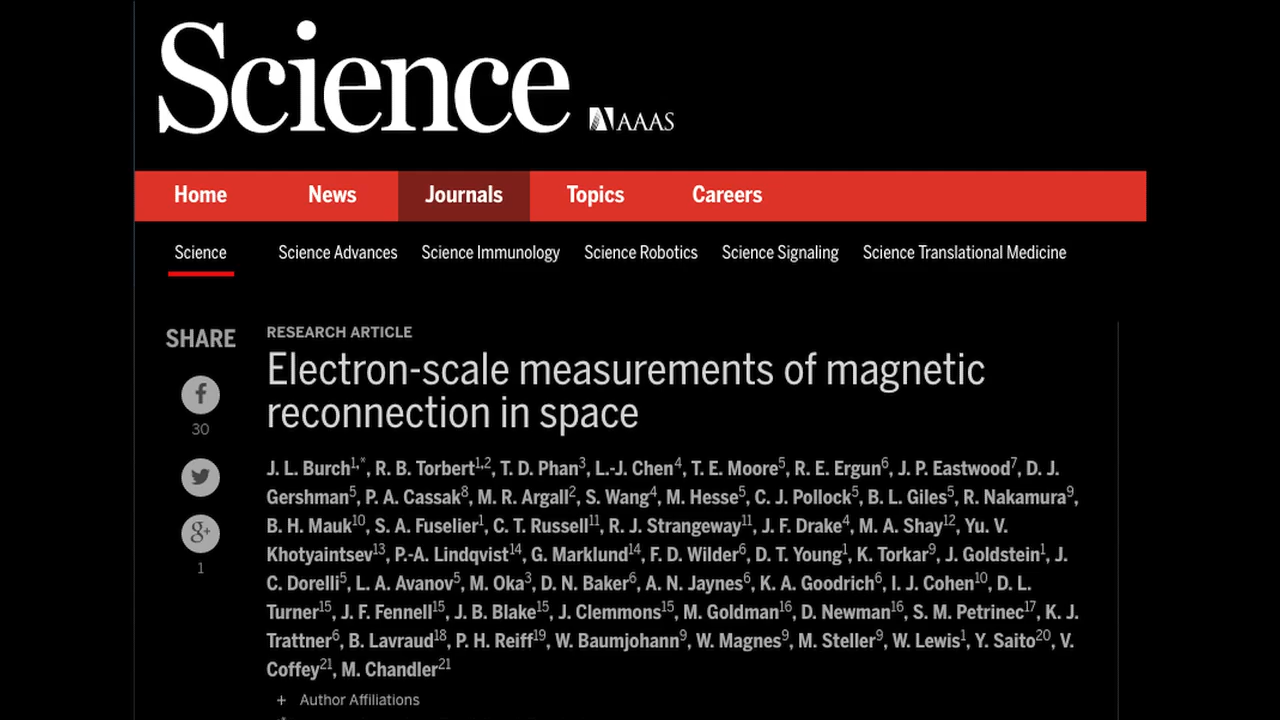 Science
AAAS
Home News Journals Topics Careers
Science Science Advances Science Immunology Science Robotics Science Signaling Science Translational Medicine
SHARE
30
1
RESEARCH ARTICLE
Electron-scale measurements of magnetic
reconnection in space
J. L. Burch1,*, R. B. Torbert1,2, T. D. Phan3, L.-J. Chen4, T. E. Moore5, R. E. Ergun6, J. P. Eastwood7, D. J.
Gershman5, P. A. Cassak8, M. R. Argall2, S. Wang4, M. Hesse5, C. J. Pollock5, B. L. Giles5, R. Nakamura9,
B. H. Mauk10, S. A. Fuselier1, C. T. Russell11, R. J. Strangeway11, J. F. Drake4, M. A. Shay12, Yu. V.
Khotyaintsev13, P.-A. Lindqvist14, G. Marklund14, F. D. Wilder6, D. T. Young1, K. Torkar9, J. Goldstein1, J.
C. Dorelli5, L. A. Avanov5, M. Oka3, D. N. Baker6, A. N. Jaynes6, K. A. Goodrich6, I. J. Cohen10, D. L.
Turner15, J. F. Fennell15, J. B. Blake15, J. Clemmons15, M. Goldman16, D. Newman16, S. M. Petrinec17, K. J.
Trattner6, B. Lavraud18, P. H. Reiff19, W. Baumjohann9, W. Magnes9, M. Steller9, W. Lewis1, Y. Saito20, V.
Coffey21, M. Chandler21
+ Author Affiliations